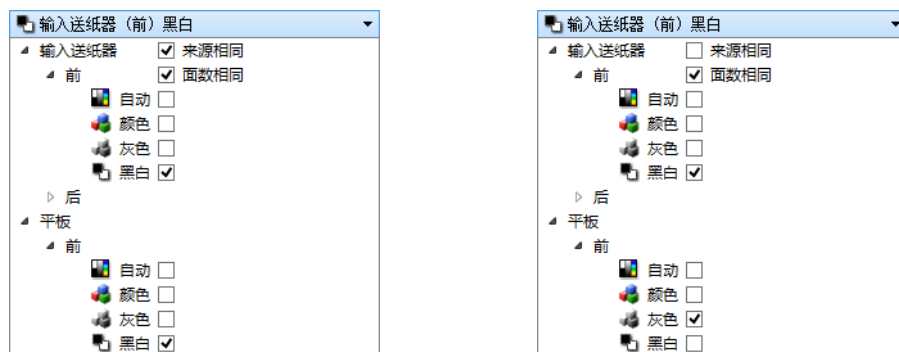 输入送纸器（前）黑白
输入送纸器 来源相同
前 面数相同
自动
颜色
灰色
黑白
后
平板
前
自动
颜色
灰色
黑白
输入送纸器（前）黑白
输入送纸器 来源相同
前 面数相同
自动
颜色
灰色
黑白
后
平板
前
自动
颜色
灰色
黑白